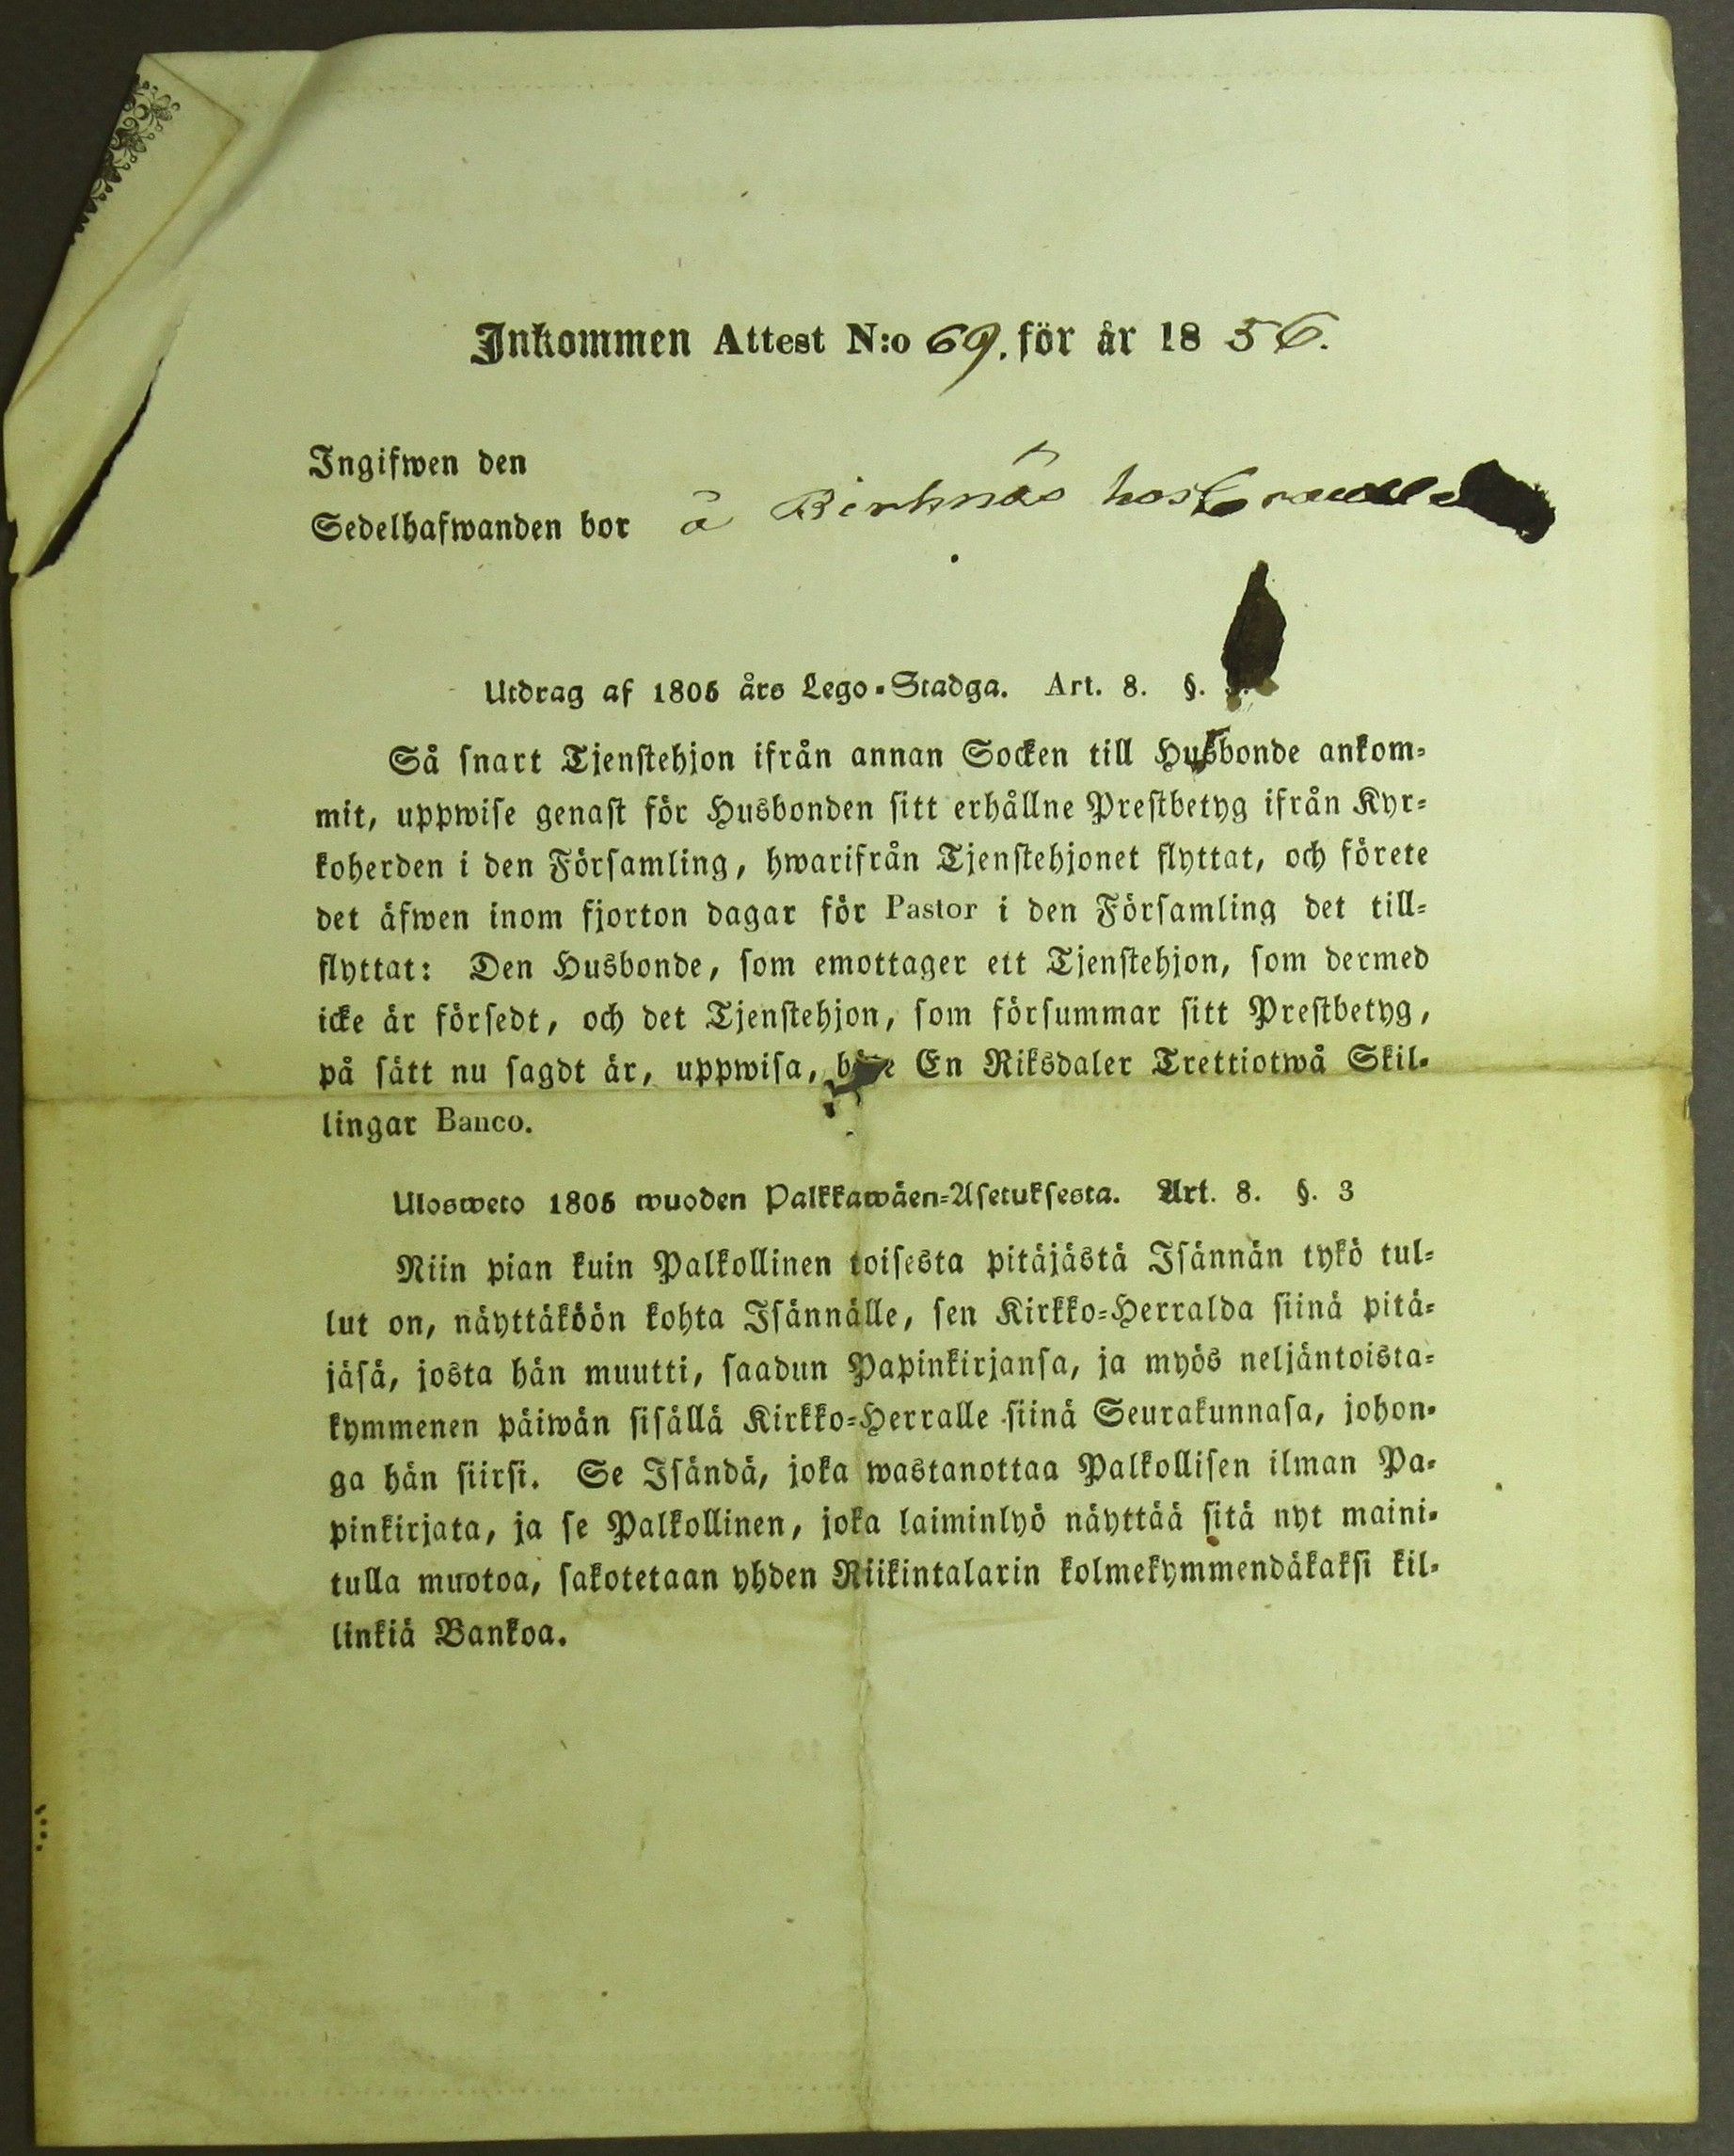 Inkommen Attest N:o 69. för år 1856.
Ingifwen den
Sedelhafwanden bor å Birknäs hos
Utdrag af 1805 års Lego-Stadga. Art. 8. §.
Så snart Tjenstehjon ifrån annan Socken till Husbonde ankom-
mit, uppwise genast för Husbonden sitt erhållne Prestbetyg ifrån Kyr-
koherden i den Församling, hwarifrån Tjenstehjonet flyttat, och förete
det äfwen inom fjorton dagar för Pastor i den Församling det till-
flyttat: Den Husbonde, som emottager ett Tjenstehjon, som dermed
icke är försedt, och det Tjenstehjon, som försummar sitt Prestbetyg,
på sätt nu sagdt är, uppwisa, böte En Riksdaler Trettiotwå Skil-
lingar Banco.
Ulosweto 1805 wuoden Palkkawäen-Asetuksesta. Art. 8. §. 3
Niin pian kuin Palkollinen toisesta pitäjästä Isännän tykö tul-
lut on, näyttäköön kohta Isännälle, sen Kirkko-Herralda siinä pitä-
jäsä, josta hän muutti, saadun Papinkirjansa, ja myös neljäntoista-
kymmenen päiwän sisällä Kirkko-Herralle siinä Seurakunnasa, johon-
ga hän siirsi. Se Isändä, joka wastanottaa Palkollisen ilman Pa-
pinkirjata, ja se Palkollinen, joka laiminlyö näyttää sitä nyt maini-
tulla muotoa, sakotetaan yhden Riikintalarin kolmekymmendäkaksi kil-
linkiä Bankoa.